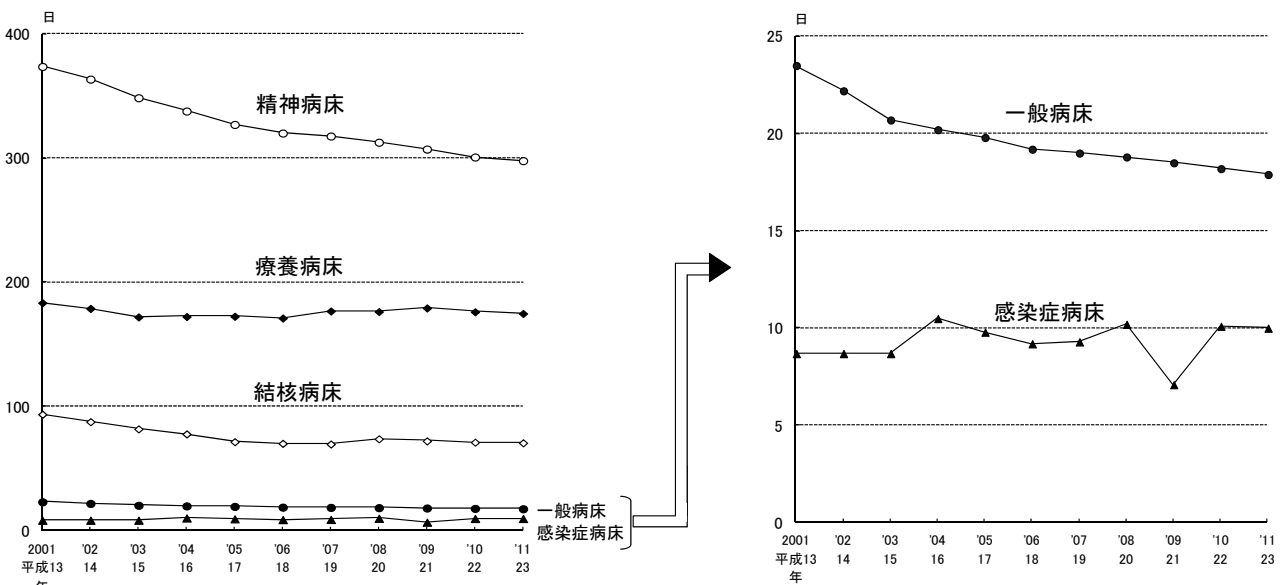 日
400
300
200
100
0
精神病床
療養病床
結核病床
一般病床
感染症病床
2001 '02 '03 '04 '05 '06 '07 '08 '09 '10 '11
平成13 14 15 16 17 18 19 20 21 22 23
年
日
25
20
15
10
5
0
一般病床
感染症病床
2001 '02 '03 '04 '05 '06 '07 '08 '09 '10 '11
平成13 14 15 16 17 18 19 20 21 22 23
年